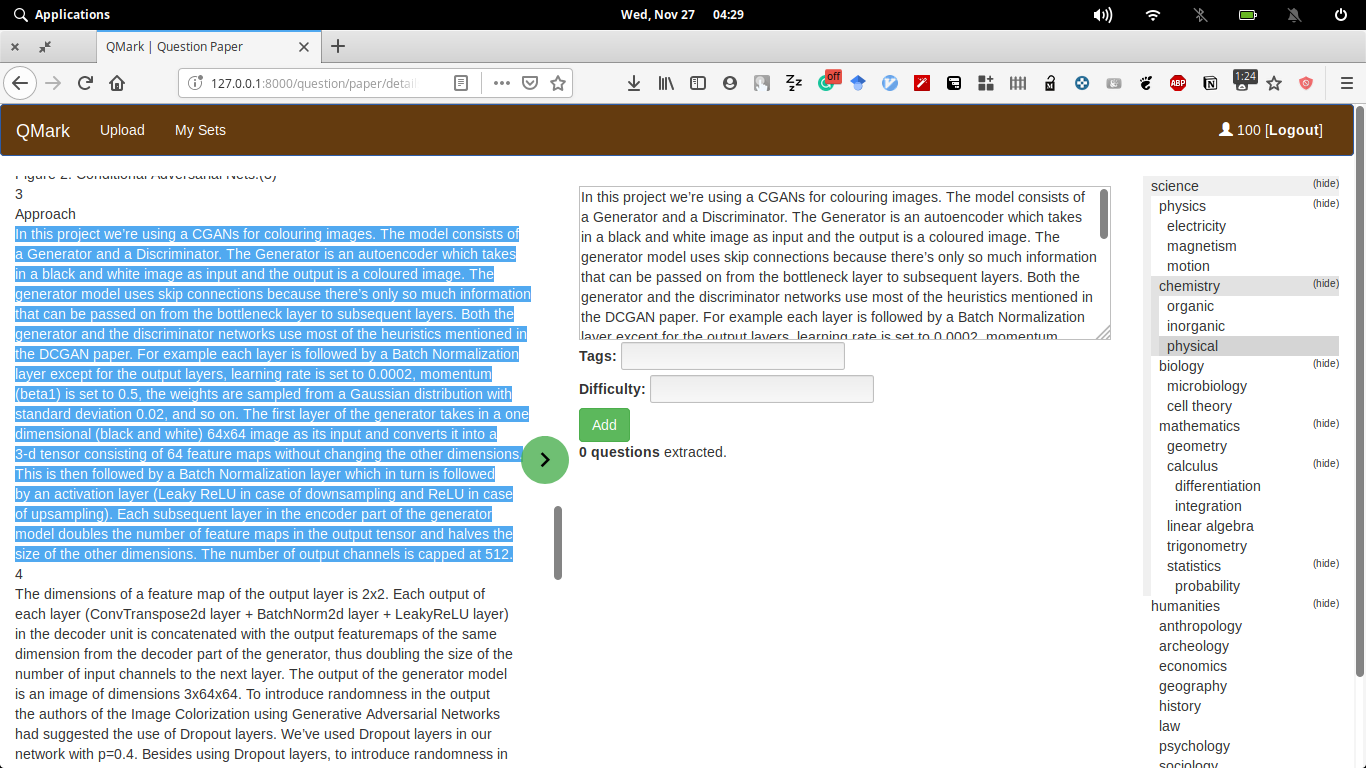 Applications
Wed, Nov 27 04:29
QMark | Question Paper
127.0.0.1:8000/question/paper/detai
off
ABP
1:24
QMark Upload My Sets
100 [Logout]
Figure 2: Conditional Adversarial Nets.(3)
3
Approach
In this project we’re using a CGANs for colouring images. The model consists of
a Generator and a Discriminator. The Generator is an autoencoder which takes
in a black and white image as input and the output is a coloured image. The
generator model uses skip connections because there’s only so much information
that can be passed on from the bottleneck layer to subsequent layers. Both the
generator and the discriminator networks use most of the heuristics mentioned in
the DCGAN paper. For example each layer is followed by a Batch Normalization
layer except for the output layers, learning rate is set to 0.0002, momentum
(beta1) is set to 0.5, the weights are sampled from a Gaussian distribution with
standard deviation 0.02, and so on. The first layer of the generator takes in a one
dimensional (black and white) 64x64 image as its input and converts it into a
3-d tensor consisting of 64 feature maps without changing the other dimensions.
This is then followed by a Batch Normalization layer which in turn is followed
by an activation layer (Leaky ReLU in case of downsampling and ReLU in case
of upsampling). Each subsequent layer in the encoder part of the generator
model doubles the number of feature maps in the output tensor and halves the
size of the other dimensions. The number of output channels is capped at 512.
4
The dimensions of a feature map of the output layer is 2x2. Each output of
each layer (ConvTranspose2d layer + BatchNorm2d layer + LeakyReLU layer)
in the decoder unit is concatenated with the output featuremaps of the same
dimension from the decoder part of the generator, thus doubling the size of the
number of input channels to the next layer. The output of the generator model
is an image of dimensions 3x64x64. To introduce randomness in the output
the authors of the Image Colorization using Generative Adversarial Networks
had suggested the use of Dropout layers. We’ve used Dropout layers in our
network with p=0.4. Besides using Dropout layers, to introduce randomness in
In this project we’re using a CGANs for colouring images. The model consists of
a Generator and a Discriminator. The Generator is an autoencoder which takes
in a black and white image as input and the output is a coloured image. The
generator model uses skip connections because there’s only so much information
that can be passed on from the bottleneck layer to subsequent layers. Both the
generator and the discriminator networks use most of the heuristics mentioned in
the DCGAN paper. For example each layer is followed by a Batch Normalization
layer except for the output layers, learning rate is set to 0.0002, momentum
Tags:
Difficulty:
Add
0 questions extracted.
science (hide)
physics (hide)
electricity
magnetism
motion
chemistry (hide)
organic
inorganic
physical
biology (hide)
microbiology
cell theory
mathematics (hide)
geometry
calculus (hide)
differentiation
integration
linear algebra
trigonometry
statistics (hide)
probability
humanities (hide)
anthropology
archeology
economics
geography
history
law
psychology
sociology